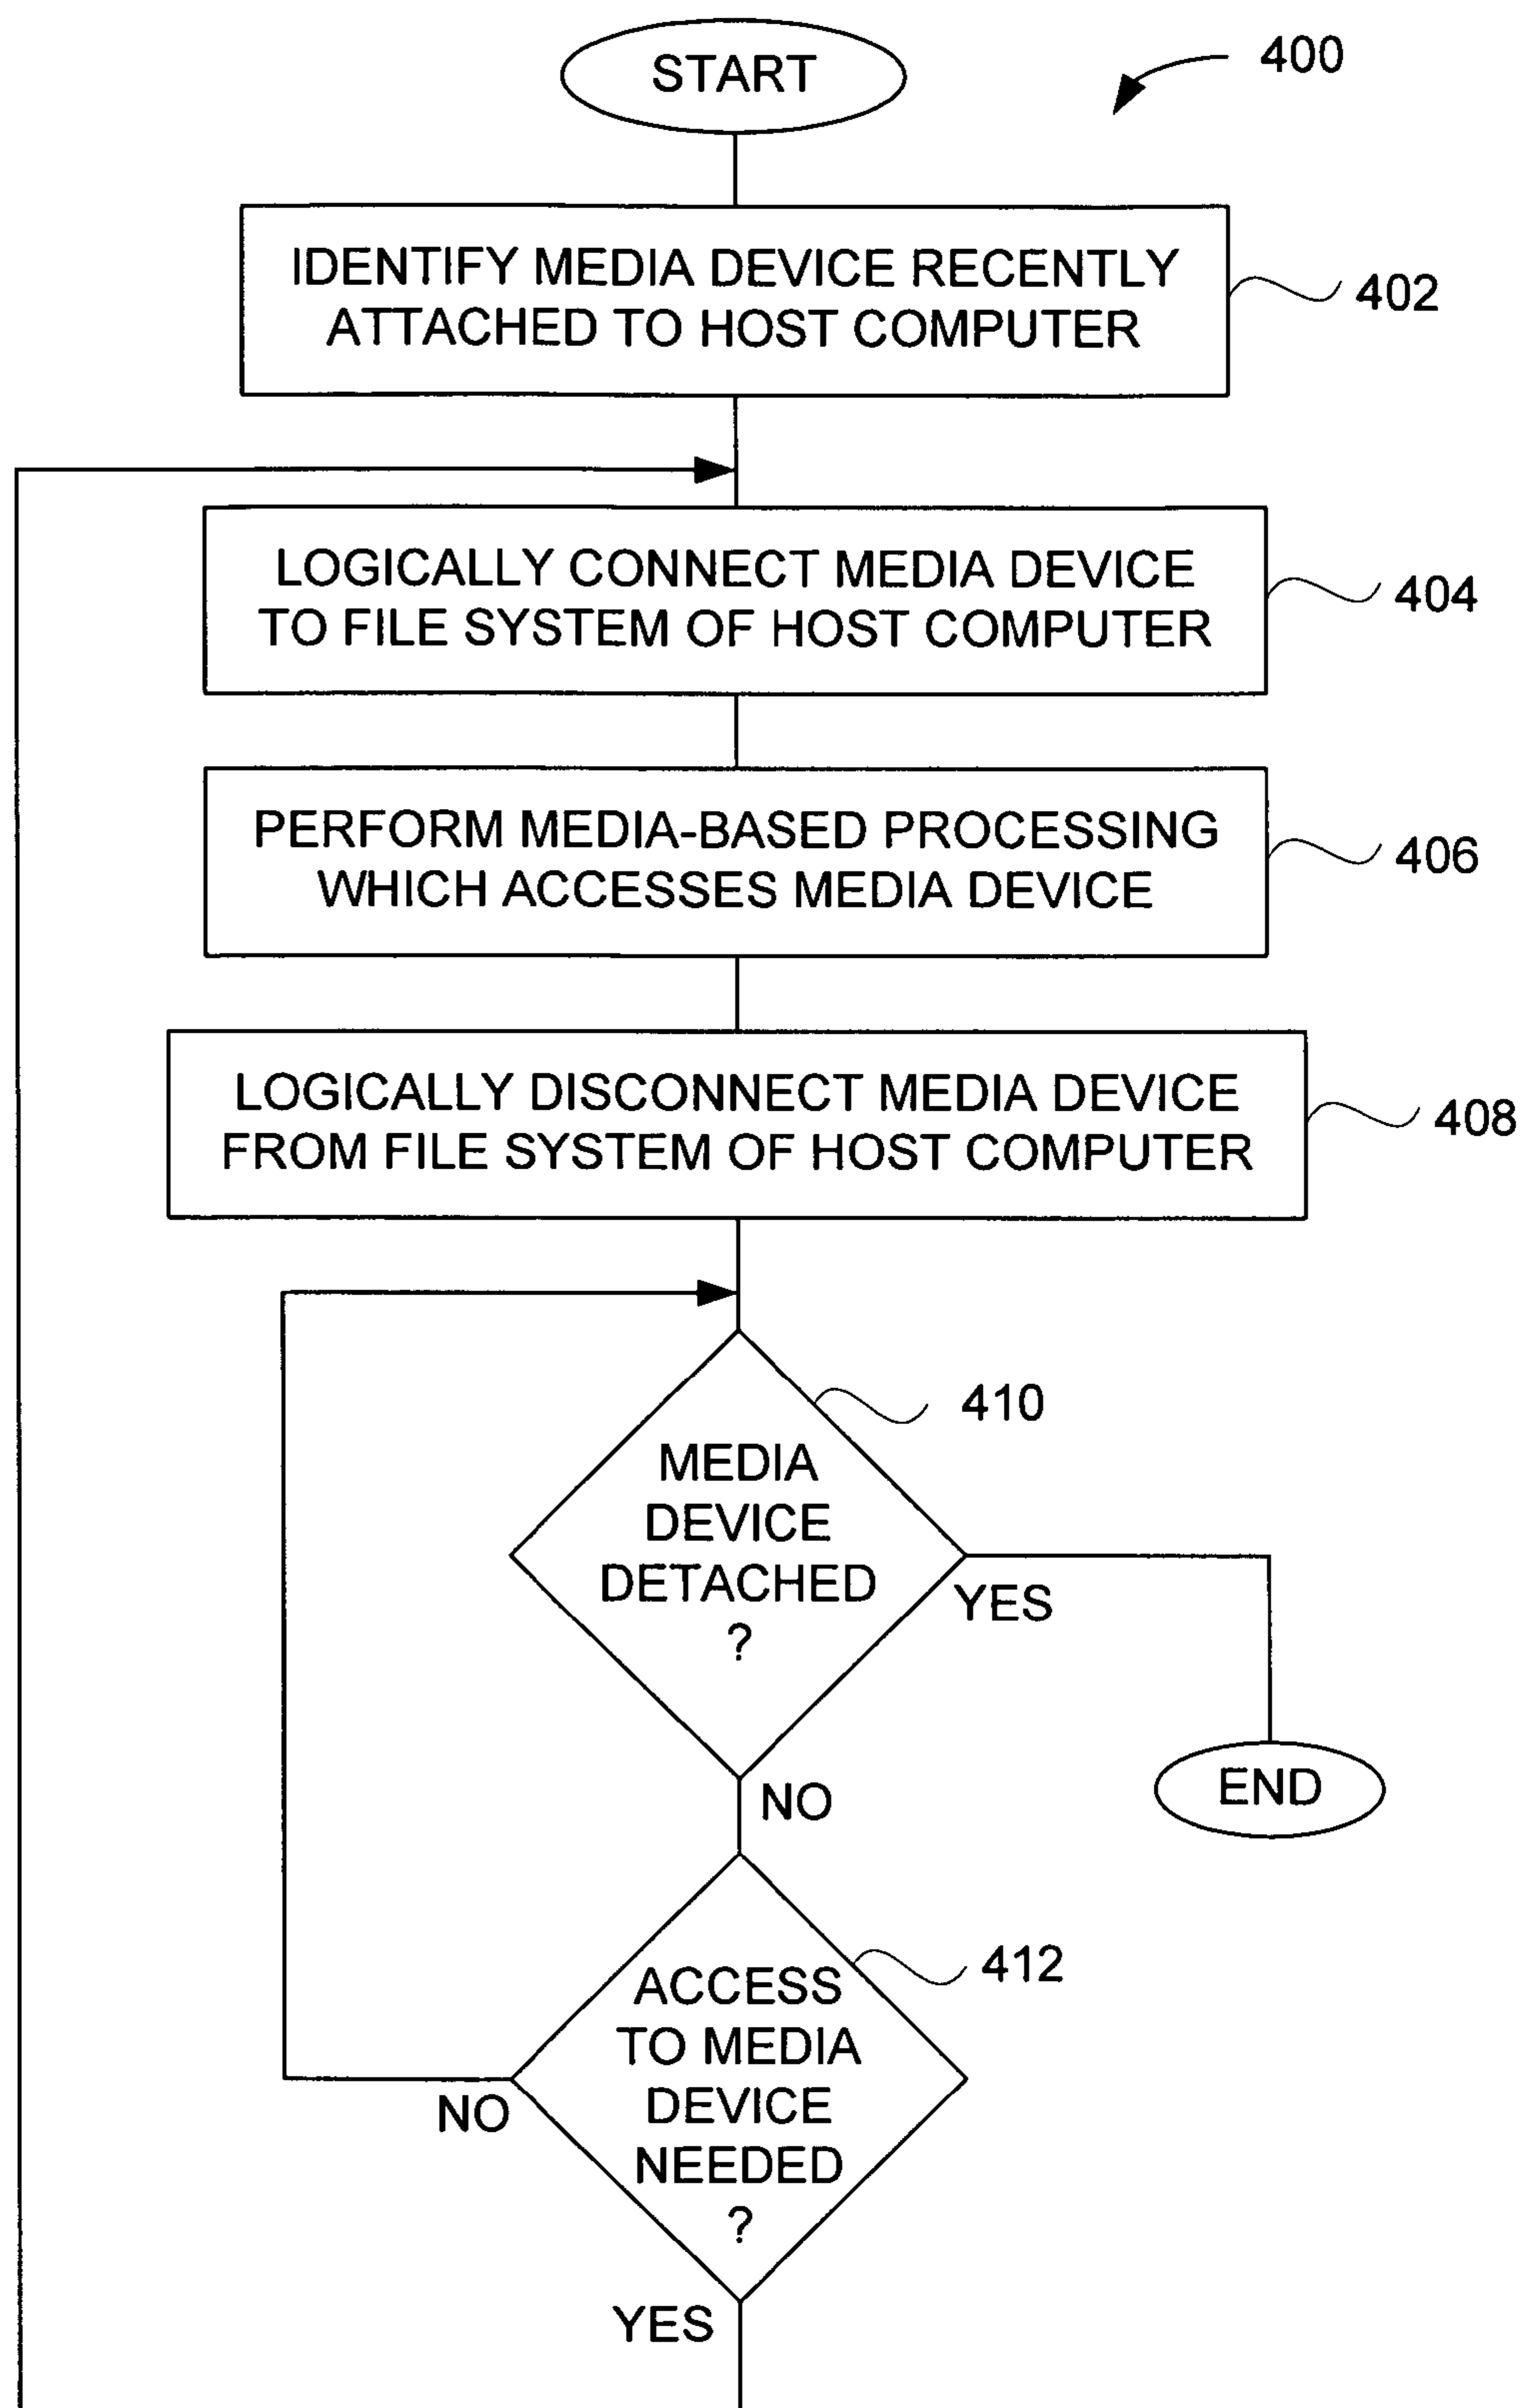 START
400
IDENTIFY MEDIA DEVICE RECENTLY
ATTACHED TO HOST COMPUTER
402
LOGICALLY CONNECT MEDIA DEVICE
TO FILE SYSTEM OF HOST COMPUTER
404
PERFORM MEDIA-BASED PROCESSING
WHICH ACCESSES MEDIA DEVICE
406
LOGICALLY DISCONNECT MEDIA DEVICE
FROM FILE SYSTEM OF HOST COMPUTER
408
410
MEDIA
DEVICE
DETACHED
?
YES
END
NO
412
ACCESS
TO MEDIA
DEVICE
NEEDED
?
NO
YES